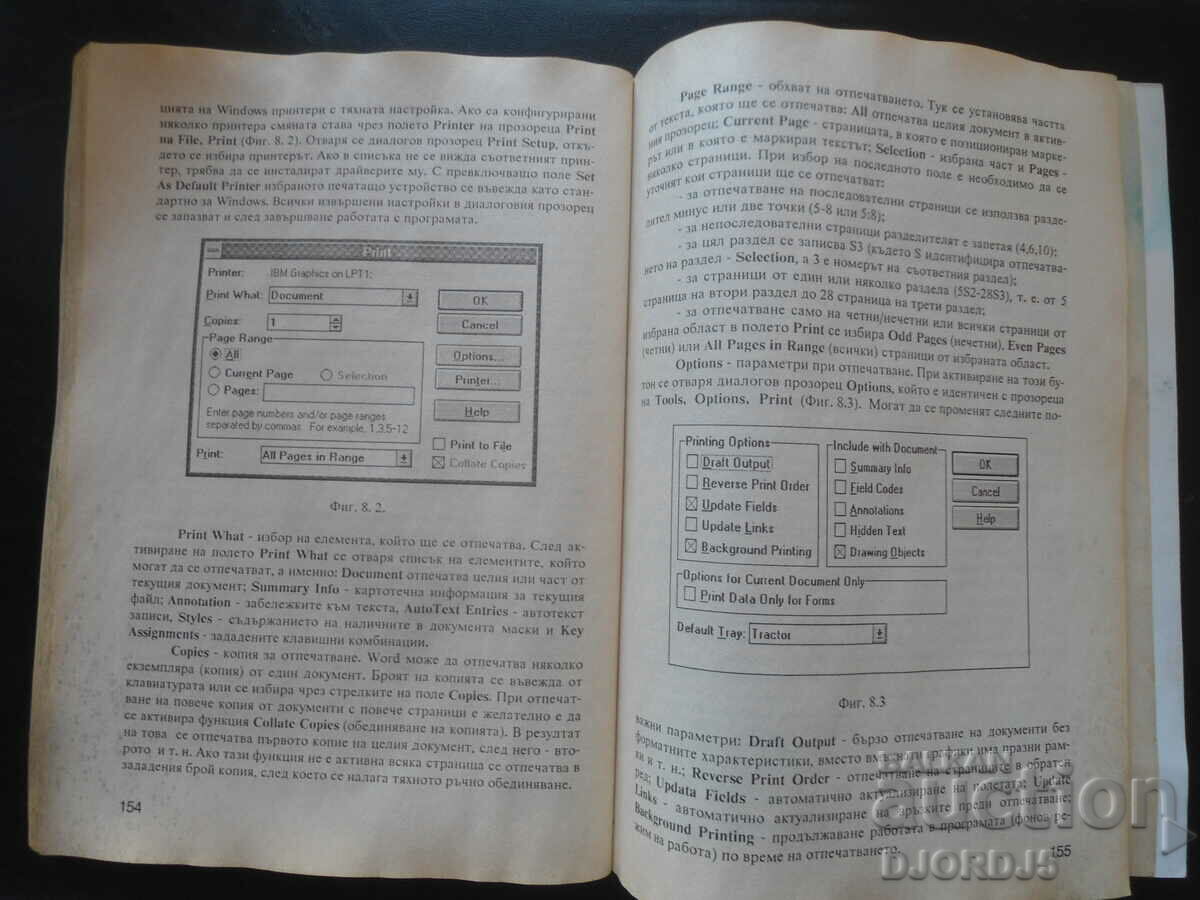 цията на Windows принтери с тяхната настройка. Ако са конфигурирани
няколко принтера смяната става чрез полето Printer на прозореца Print
на File, Print (Фиг. 8. 2). Отваря се диалогов прозорец Print Setup, откъ-
дето се избира принтерът. Ако в списъка не се вижда съответният прин-
тер, трябва да се инсталират драйверите му. С превключващо поле Set
As Default Printer избраното печатащо устройство се въвежда като стан-
дартно за Windows. Всички извършени настройки в диалоговия прозорец
се запазват и след завършване работата с програмата.
Print
Printer: IBM Graphics on LPT1:
Print What: Document
OK
Copies: 1
Cancel
Page Range
All
Options...
Current Page Selection
Printer...
Pages:
Enter page numbers and/or page ranges
separated by commas. For example, 1,3,5-12
Help
Print to File
Print: All Pages in Range
Collate Copies
Фиг. 8. 2.
Print What - избор на елемента, който ще се отпечатва. След ак-
тивиране на полето Print What се отваря списък на елементите, който
могат да се отпечатват, а именно: Document отпечатва целия или част от
текущия документ; Summary Info - картотечна информация за текущия
файл; Annotation - забележките към текста, AutoText Entries - автотекст
записи, Styles - съдържанието на наличните в документа маски и Key
Assignments - зададените клавишни комбинации.
Copies - копия за отпечатване. Word може да отпечатва няколко
екземпляра (копия) от един документ. Броят на копията се въвежда от
клавиатурата или се избира чрез стрелките на поле Copies. При отпечат-
ване на повече копия от документи с повече страници е желателно е да
се активира функция Collate Copies (обединяване на копията). В резултат
на това се отпечатва първото копие на целия документ, след него - вто-
рото и т. н. Ако тази функция не е активна всяка страница се отпечатва в
зададения брой копия, след което се налага тяхното ръчно обединяване.
154
Page Range - обхват на отпечатването. Тук се установява частта
от текста, която ще се отпечатва: All отпечатва целия документ в актив-
ния прозорец; Current Page - страницата, в която е позициониран марке-
рът или в която е маркиран текстът; Selection - избрана част и Pages -
няколко страници. При избор на последното поле е необходимо да се
уточнят кои страници ще се отпечатват:
- за отпечатване на последователни страници се използва разде-
лител минус или две точки (5-8 или 5:8);
- за непоследователни страници разделителят е запетая (4,6,10);
- за цял раздел се записва S3 (където S идентифицира отпечатва-
нето на раздел - Selection, а 3 е номерът на съответния раздел);
- за страници от един или няколко раздела (5S2-28S3), т. е. от 5
страница на втори раздел до 28 страница на трети раздел;
- за отпечатване само на четни/нечетни или всички страници от
избрана област в полето Print се избира Odd Pages (нечетни). Even Pages
(четни) или All Pages in Range (всички) страници от избраната област.
Options - параметри при отпечатване. При активиране на този бу-
тон се отваря диалогов прозорец Options, който е идентичен с прозореца
на Tools, Options, Print (Фиг. 8.3). Могат да се променят следните по-
Printing Options
Draft Output
Reverse Print Order
Update Fields
Update Links
Background Printing
Include with Document
Summary Info
Field Codes
Annotations
Hidden Text
Drawing Objects
OK
Cancel
Help
Options for Current Document Only
Print Data Only for Forms
Default Tray: Tractor
Фиг. 8.3
важни параметри: Draft Output - бързо отпечатване на документи без
форматните характеристики, вместо вмъкнати графики има празни рам-
ки и т. н.; Reverse Print Order - отпечатване на страниците в обратен
ред; Updata Fields - автоматично актуализиране на полетата; Update
Links - автоматично актуализиране на връзките преди отпечатване;
Background Printing - продължаване работата в програмата (фонов ре-
жим на работа) по време на отпечатването.
155
BALKAN
auction
DJORDJ5